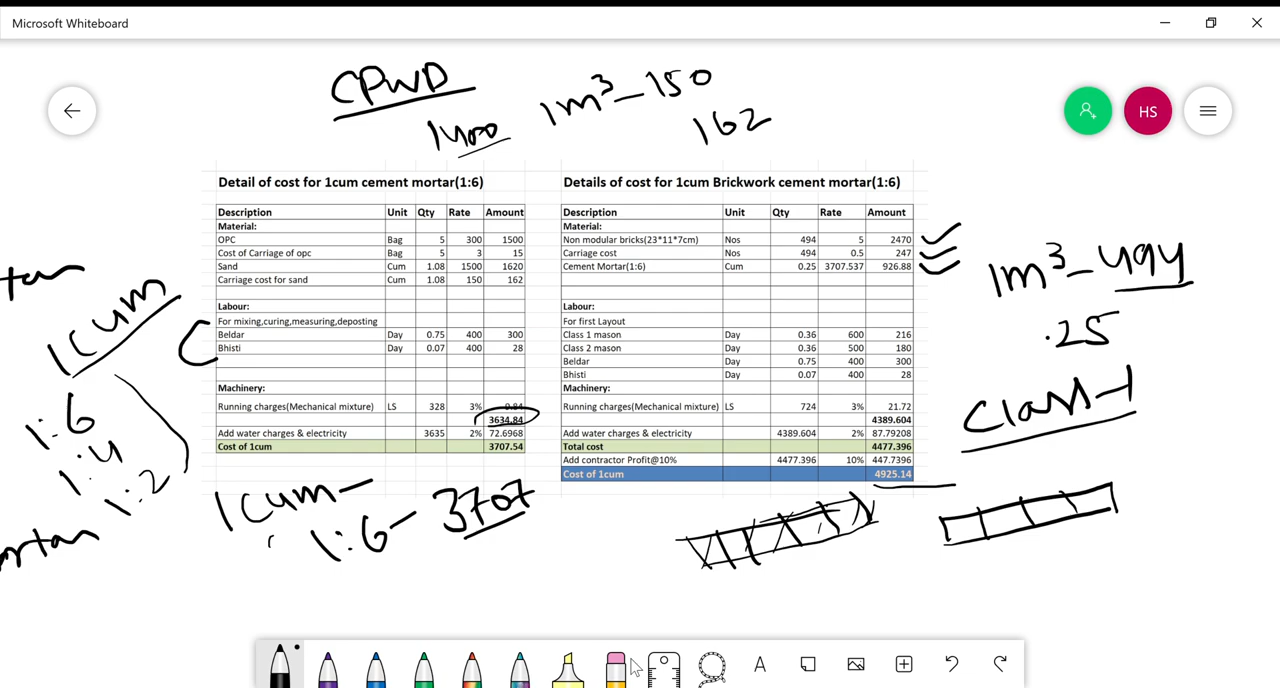 Microsoft Whiteboard
CPWD
1400
1m³ - 150
162
HS
Detail of cost for 1cum cement mortar(1:6)
Description Unit Qty Rate Amount
Material:
OPC Bag 5 300 1500
Cost of Carriage of opc Bag 5 3 15
Sand Cum 1.08 1500 1620
Carriage cost for sand Cum 1.08 150 162
Labour:
For mixing,curing,measuring,deposting
Beldar Day 0.75 400 300
Bhisti Day 0.07 400 28
Machinery:
Running charges(Mechanical mixture) LS 328 3% 9.84
3634.84
Add water charges & electricity 3635 2% 72.6968
Cost of 1cum 3707.54
Details of cost for 1cum Brickwork cement mortar(1:6)
Description Unit Qty Rate Amount
Material:
Non modular bricks(23*11*7cm) Nos 494 5 2470
Carriage cost Nos 494 0.5 247
Cement Mortar(1:6) Cum 0.25 3707.537 926.88
Labour:
For first Layout
Class 1 mason Day 0.36 600 216
Class 2 mason Day 0.36 500 180
Beldar Day 0.75 400 300
Bhisti Day 0.07 400 28
Machinery:
Running charges(Mechanical mixture) LS 724 3% 21.72
4389.604
Add water charges & electricity 4389.604 2% 87.79208
Total cost 4477.396
Add contractor Profit@10% 4477.396 10% 447.7396
Cost of 1cum 4925.14
1cum
1:6
1:4
1:2
1cum -
1:6 - 3707
1m³ - 494
.25
Class-1